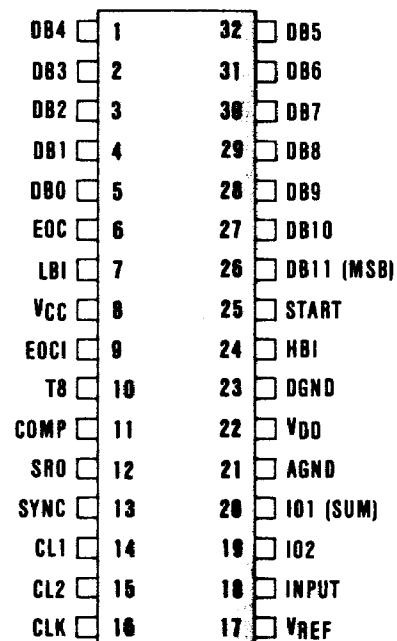 DB4 1 32 DB5
DB3 2 31 DB6
DB2 3 30 DB7
DB1 4 29 DB8
DB0 5 28 DB9
EOC 6 27 DB10
LBI 7 26 DB11 (MSB)
VCC 8 25 START
EOCI 9 24 HBI
T8 10 23 DGND
COMP 11 22 VDD
SRO 12 21 AGND
SYNC 13 20 IO1 (SUM)
CL1 14 19 IO2
CL2 15 18 INPUT
CLK 16 17 VREF